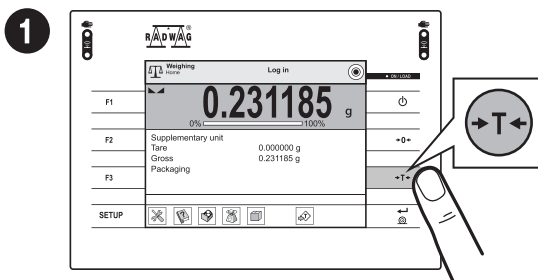 1
RADWAG
Weighing
Home
Log in
ON/LOAD
F1
0.231185 g
0% 100%
F2
Supplementary unit
→0←
Tare 0.000000 g
Gross 0.231185 g
Packaging
F3
→T←
→T←
SETUP